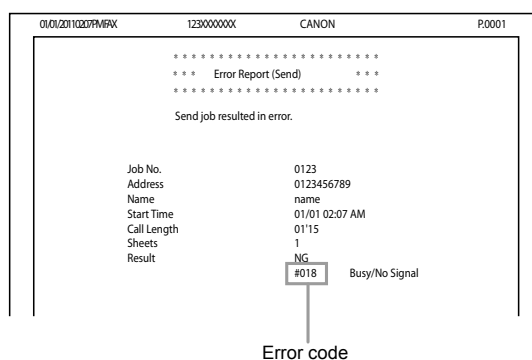 01/01/2011 02:07 PM FAX 123XXXXXXX CANON P.0001
* * * * * * * * * * * * * * * * * * * * * *
* * * Error Report (Send) * * *
* * * * * * * * * * * * * * * * * * * * * *
Send job resulted in error.
Job No. 0123
Address 0123456789
Name name
Start Time 01/01 02:07 AM
Call Length 01'15
Sheets 1
Result NG
#018 Busy/No Signal
Error code